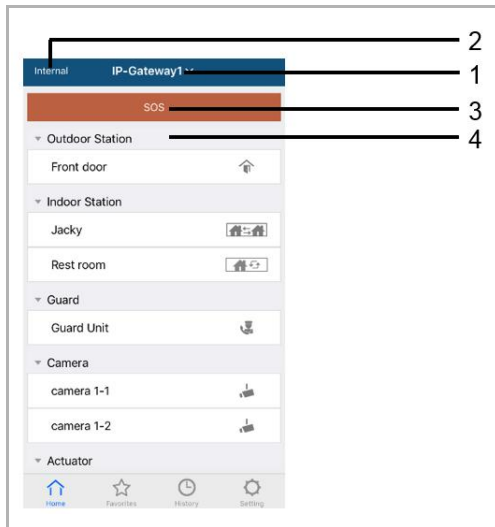 2
Internal IP-Gateway1 1
SOS 3
Outdoor Station 4
Front door
Indoor Station
Jacky
Rest room
Guard
Guard Unit
Camera
camera 1-1
camera 1-2
Actuator
Home Favorites History Setting